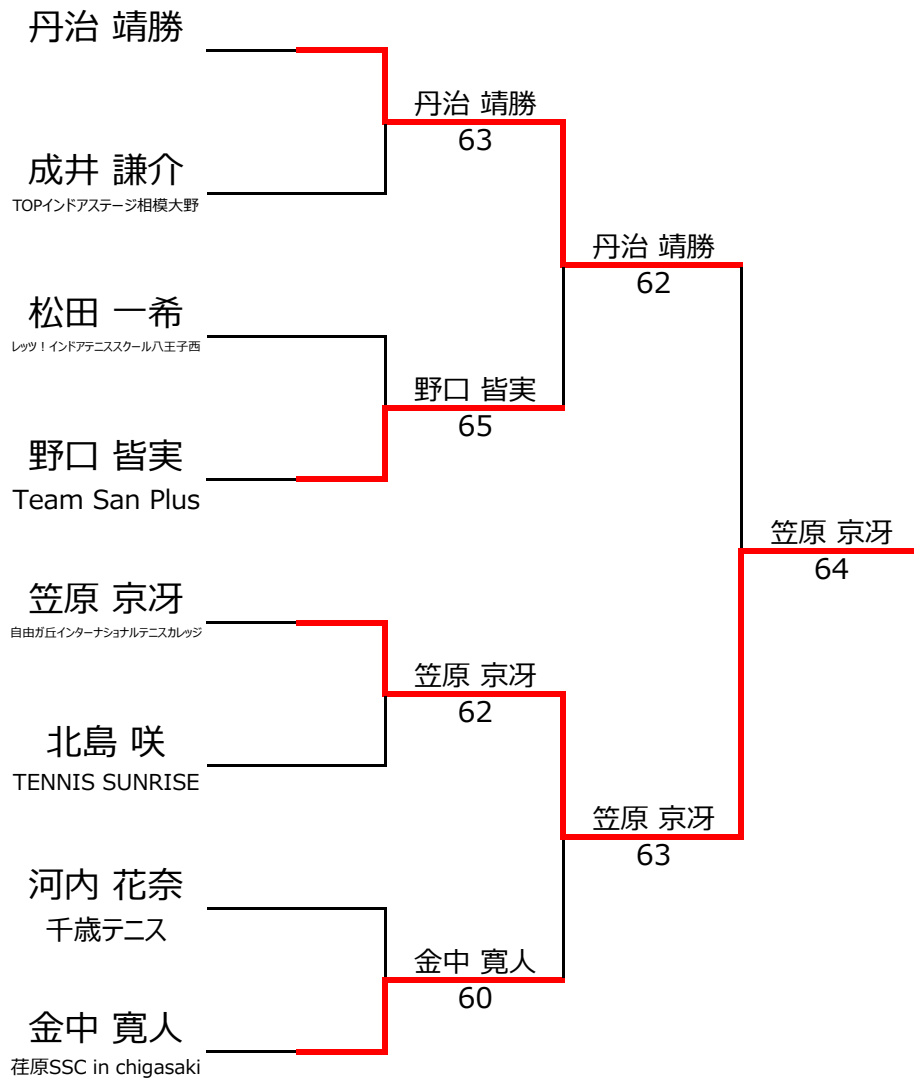 丹治 靖勝
成井 謙介
TOPインドアステージ相模大野
松田 一希
レッツ！インドアテニススクール八王子西
野口 皆実
Team San Plus
笠原 京冴
自由ガ丘インターナショナルテニスカレッジ
北島 咲
TENNIS SUNRISE
河内 花奈
千歳テニス
金中 寛人
荏原SSC in chigasaki
丹治 靖勝
63
野口 皆実
65
笠原 京冴
62
金中 寛人
60
丹治 靖勝
62
笠原 京冴
63
笠原 京冴
64